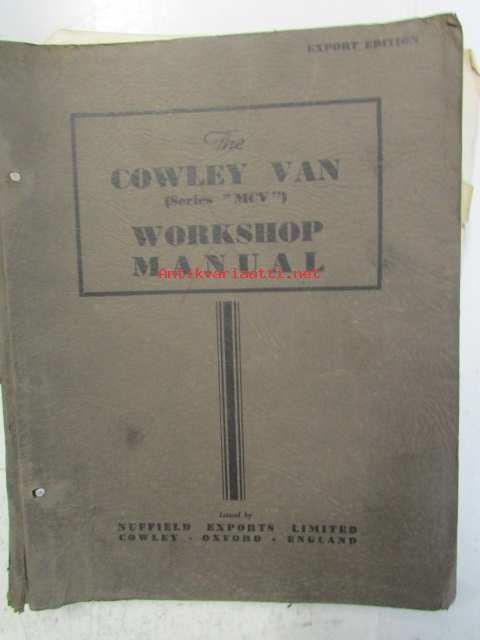 EXPORT EDITION
The
COWLEY VAN
(Series "MCV")
WORKSHOP
MANUAL
Antikvariaatti.net
Issued by
NUFFIELD EXPORTS LIMITED
COWLEY · OXFORD · ENGLAND